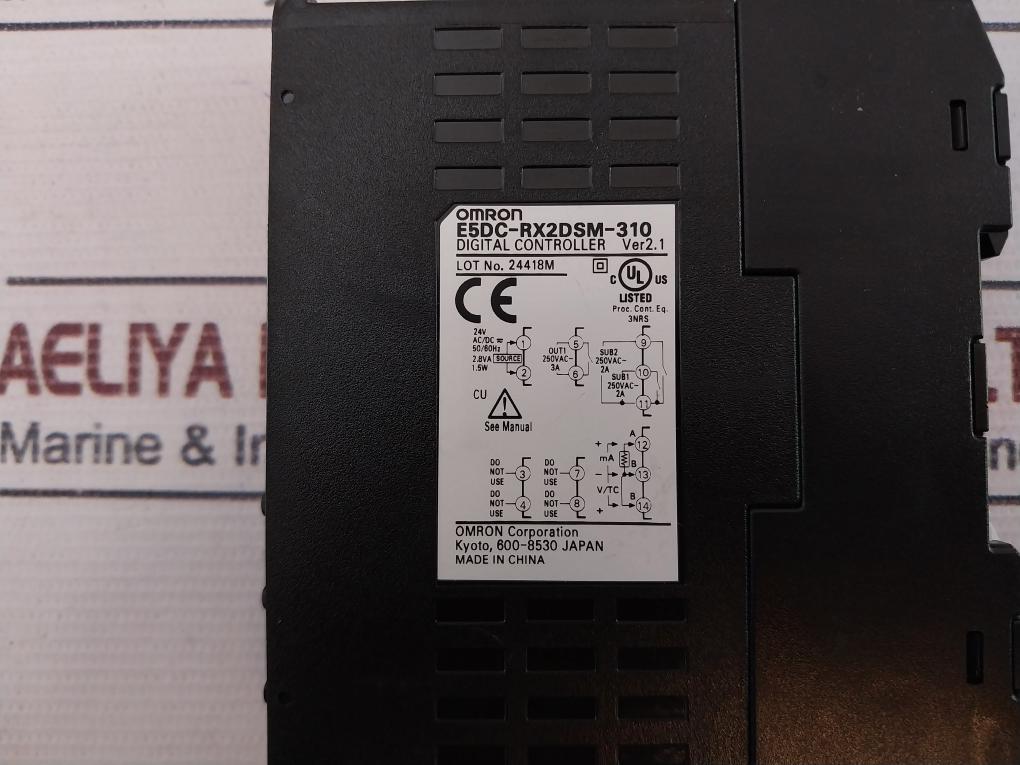 OMRON
E5DC-RX2DSM-310
DIGITAL CONTROLLER Ver2.1
LOT No. 24418M
CE
C UL US
LISTED
Proc. Cont. Eq.
3NRS
24V
AC/DC
50/60Hz
2.8VA SOURCE
1.5W
1
2
OUT1
250VAC~
3A
5
6
SUB2
250VAC~
2A
SUB1
250VAC~
2A
9
10
11
CU
See Manual
DO
NOT
USE
3
DO
NOT
USE
4
DO
NOT
USE
7
DO
NOT
USE
8
+
mA
-
V/TC
+
A
12
B
13
B
14
OMRON Corporation
Kyoto, 600-8530 JAPAN
MADE IN CHINA
AELIYA
Marine &